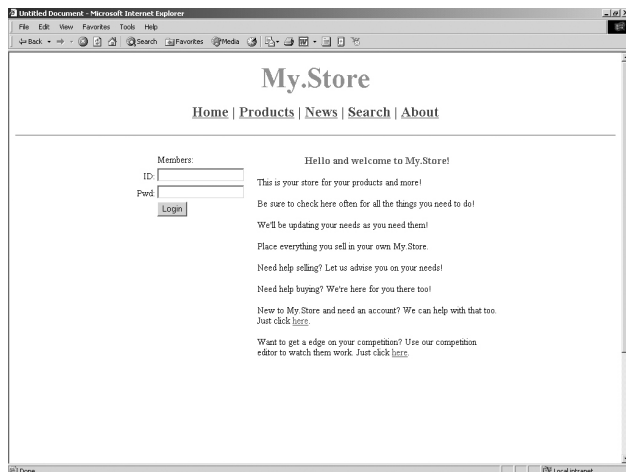 Untitled Document - Microsoft Internet Explorer
File Edit View Favorites Tools Help
Back Search Favorites Media
My.Store
Home | Products | News | Search | About
Members:
ID:
Pwd:
Login
Hello and welcome to My.Store!
This is your store for your products and more!
Be sure to check here often for all the things you need to do!
We'll be updating your needs as you need them!
Place everything you sell in your own My.Store.
Need help selling? Let us advise you on your needs!
Need help buying? We're here for you there too!
New to My.Store and need an account? We can help with that too.
Just click here.
Want to get a edge on your competition? Use our competition
editor to watch them work. Just click here.
Done Local intranet